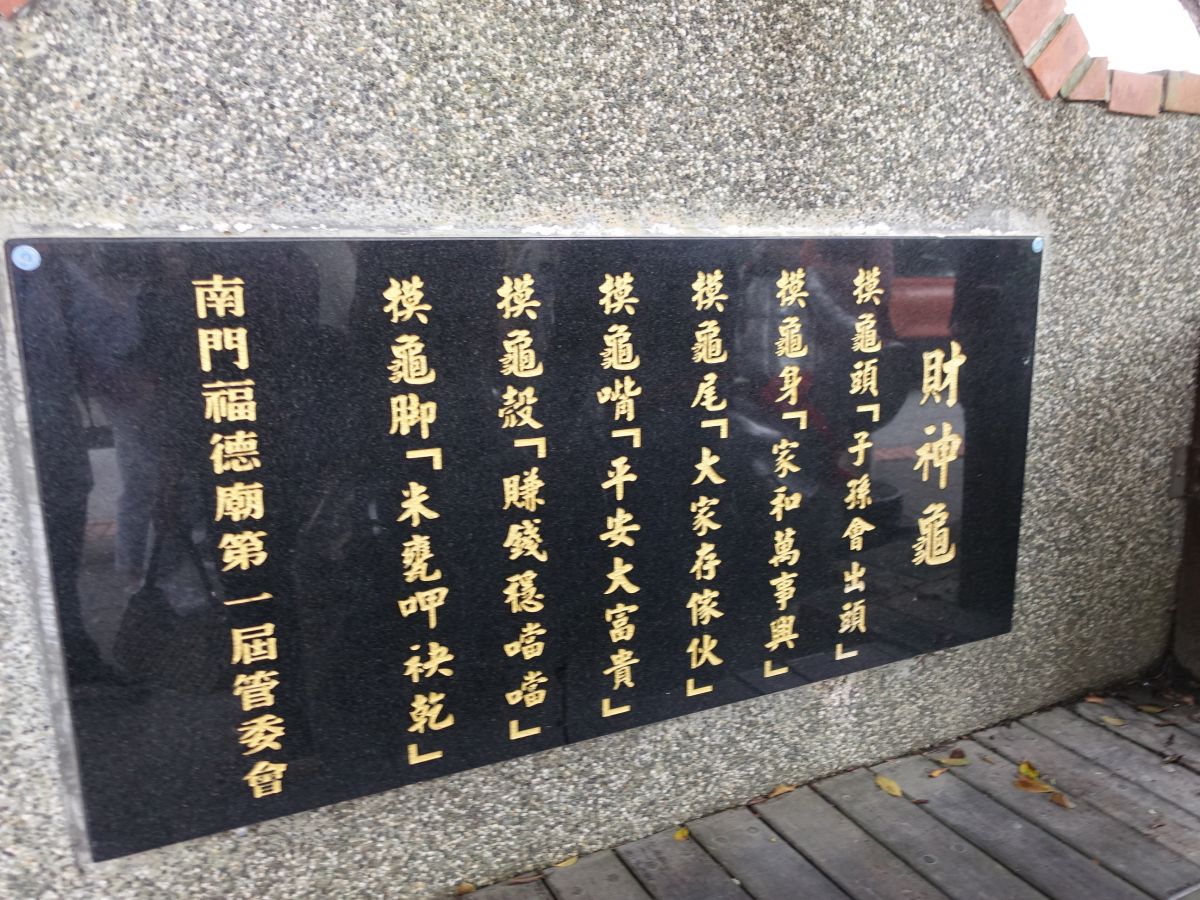 財神龜
摸龜頭「子孫會出頭」
摸龜身「家和萬事興」
摸龜尾「大家存傢伙」
摸龜嘴「平安大富貴」
摸龜殼「賺錢穩噹噹」
摸龜脚「米甕呷袂乾」
南門福德廟第一屆管委會